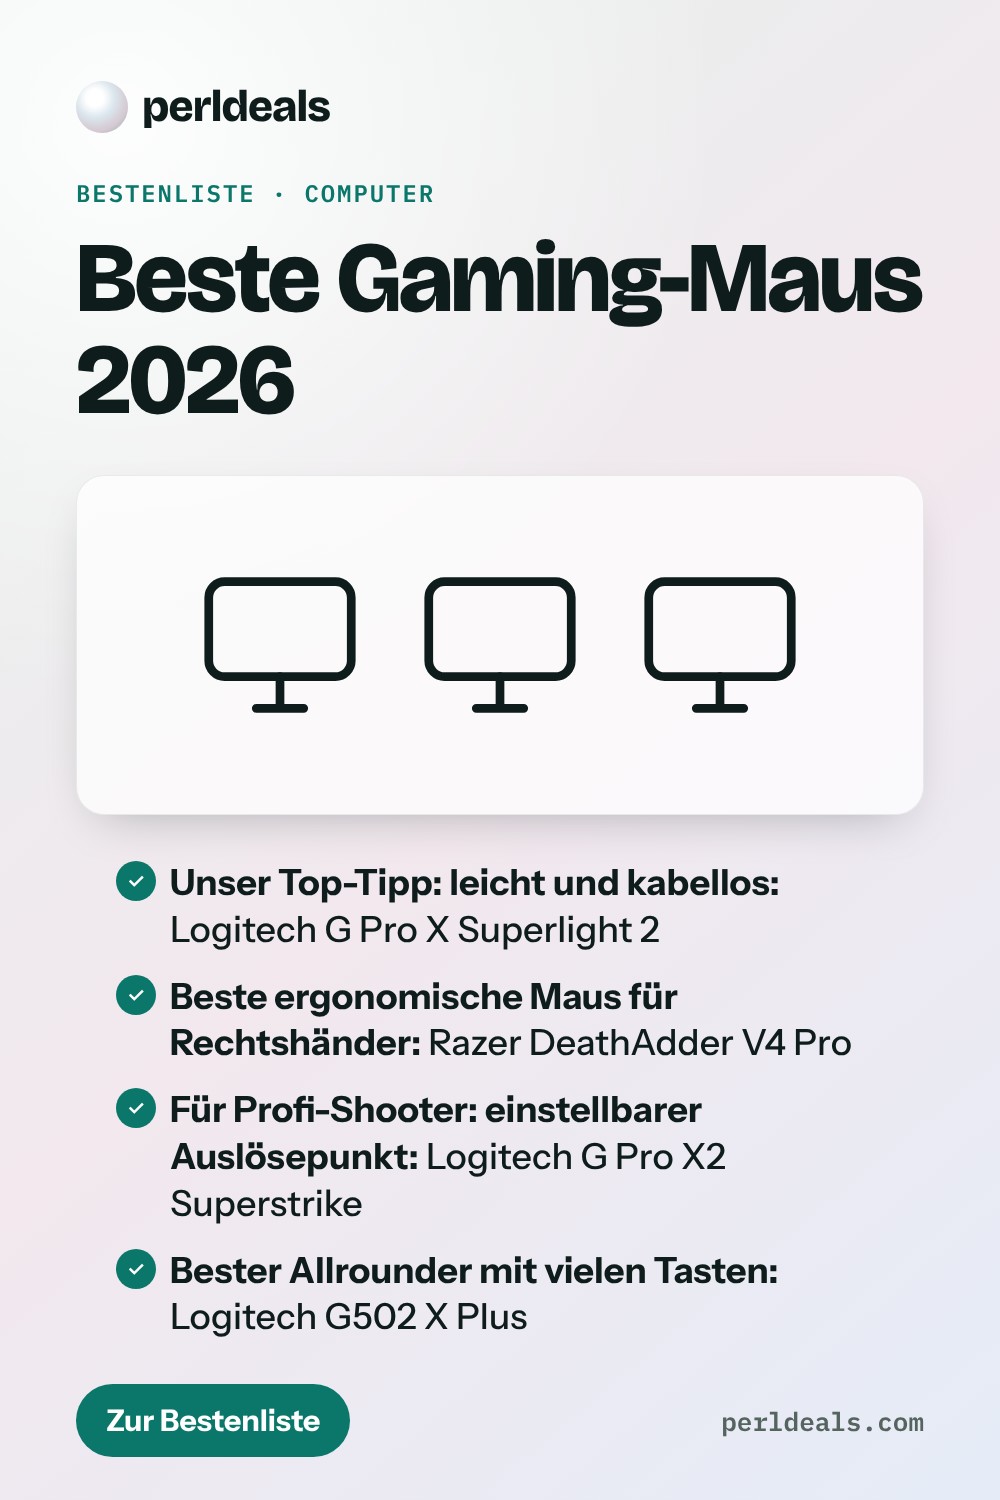 perldeals
BESTENLISTE · COMPUTER
Beste Gaming-Maus
2026
Unser Top-Tipp: leicht und kabellos:
Logitech G Pro X Superlight 2
Beste ergonomische Maus für
Rechtshänder: Razer DeathAdder V4 Pro
Für Profi-Shooter: einstellbarer
Auslösepunkt: Logitech G Pro X2
Superstrike
Bester Allrounder mit vielen Tasten:
Logitech G502 X Plus
Zur Bestenliste
perldeals.com